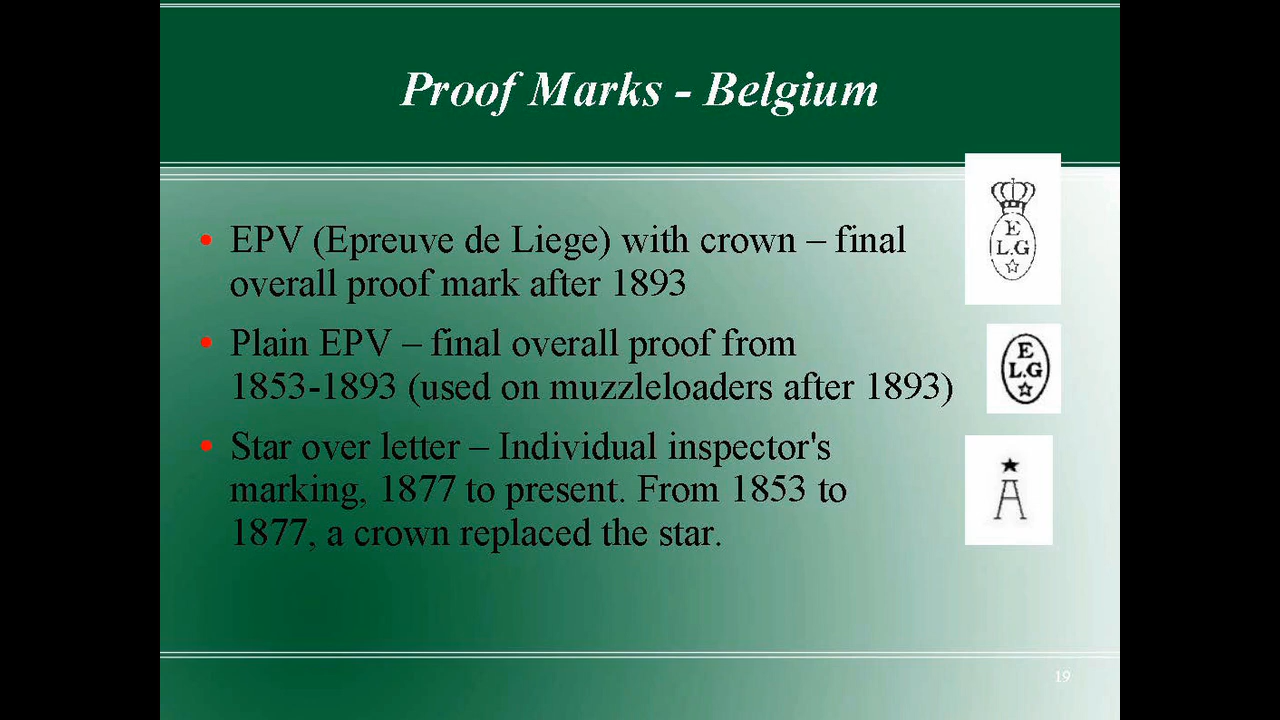 Proof Marks - Belgium
• EPV (Epreuve de Liege) with crown – final
overall proof mark after 1893
• Plain EPV – final overall proof from
1853-1893 (used on muzzleloaders after 1893)
• Star over letter – Individual inspector's
marking, 1877 to present. From 1853 to
1877, a crown replaced the star.
E
L.G
E
L.G
A
19